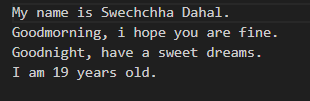 My name is Swechchha Dahal.
Goodmorning, i hope you are fine.
Goodnight, have a sweet dreams.
I am 19 years old.